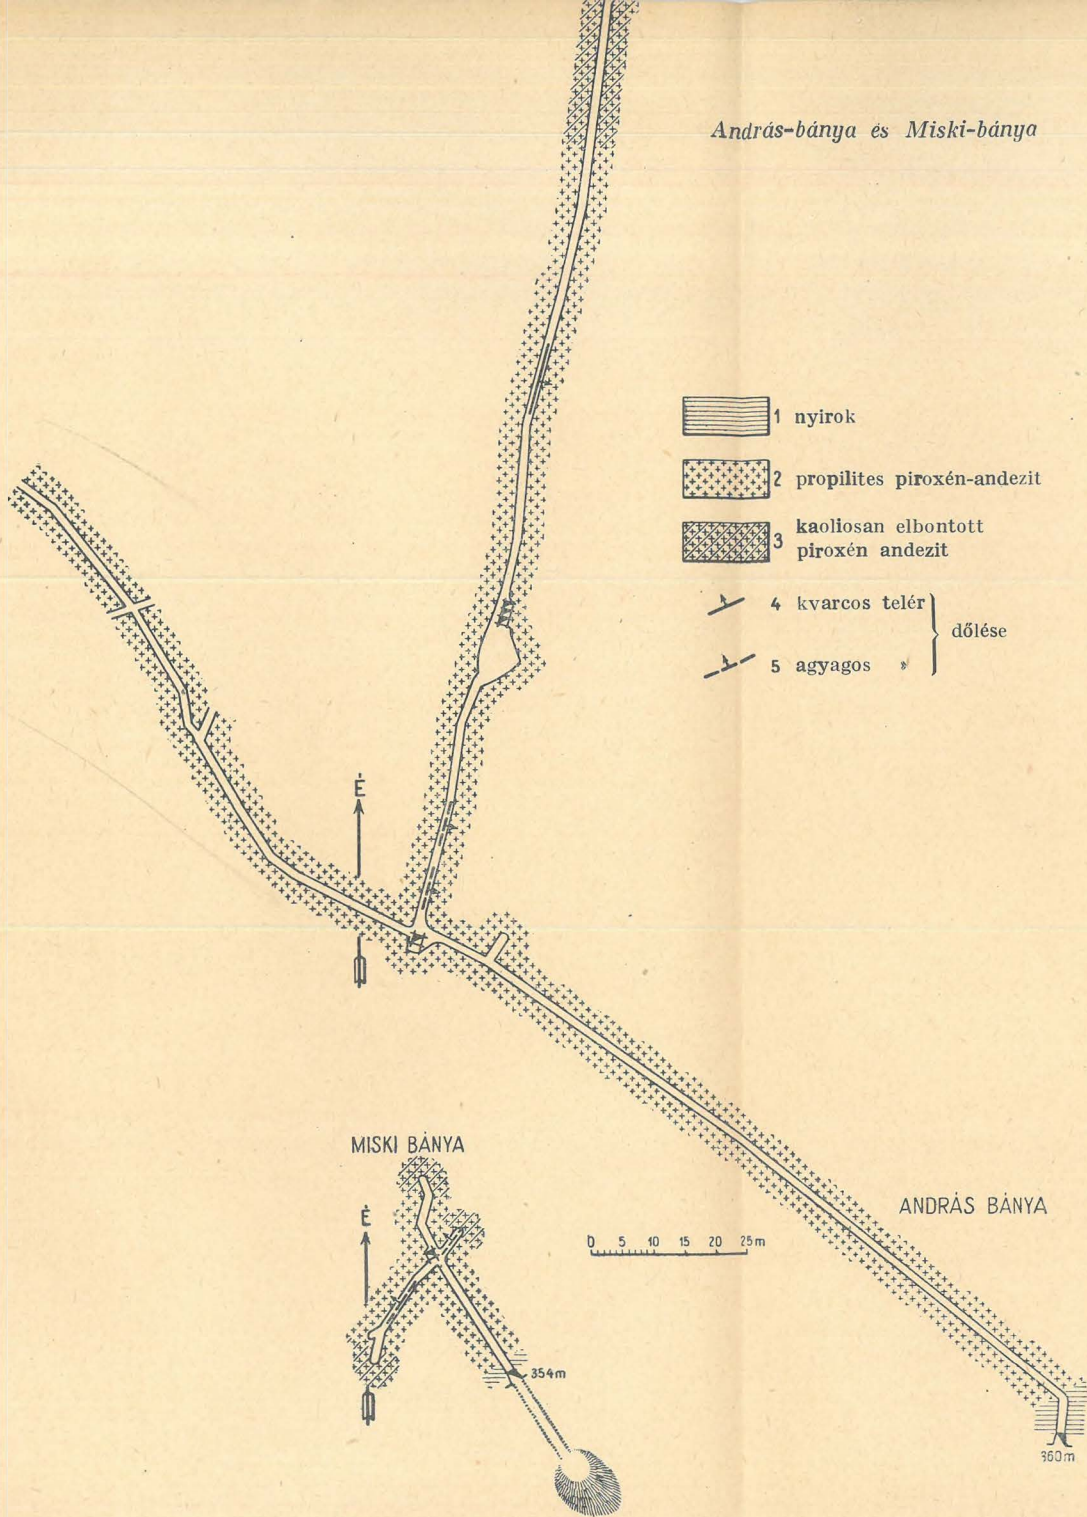 András-bánya és Miski-bánya
1 nyirok
2 propilites piroxén-andezit
3 kaoliosan elbontott
piroxén andezit
4 kvarcos telér
dőlése
5 agyagos »
É
MISKI BÁNYA
É
ANDRÁS BÁNYA
0 5 10 15 20 25m
354m
360m